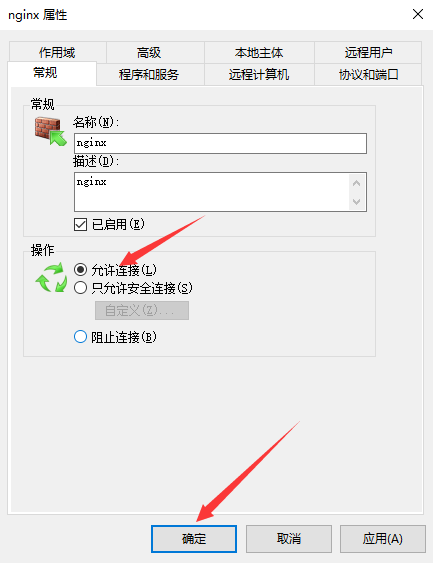 nginx 属性
作用域 高级 本地主体 远程用户
常规 程序和服务 远程计算机 协议和端口
常规
名称(N):
nginx
描述(D):
nginx
已启用(E)
操作
允许连接(L)
只允许安全连接(S)
自定义(Z)...
阻止连接(B)
确定 取消 应用(A)